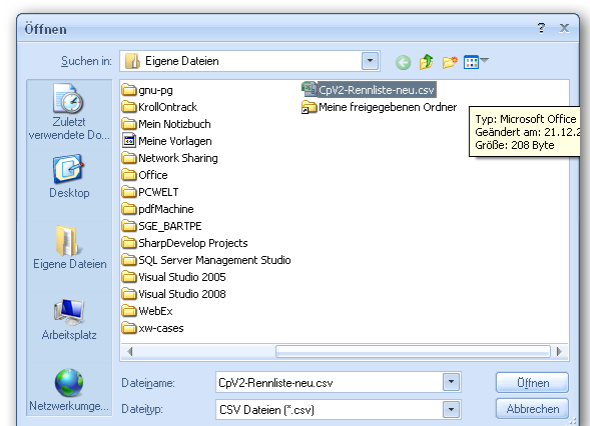 Öffnen
Suchen in:
Eigene Dateien
Zuletzt
verwendete Do...
Desktop
Eigene Dateien
Arbeitsplatz
Netzwerkumge...
gnu-pg
KrollOntrack
Mein Notizbuch
Meine Vorlagen
Network Sharing
Office
PCWELT
pdfMachine
SGE_BARTPE
SharpDevelop Projects
SQL Server Management Studio
Visual Studio 2005
Visual Studio 2008
WebEx
xw-cases
CpV2-Rennliste-neu.csv
Meine freigegebenen Ordner
Typ: Microsoft Office
Geändert am: 21.12.2
Größe: 208 Byte
Dateiname:
CpV2-Rennliste-neu.csv
Öffnen
Dateityp:
CSV Dateien (*.csv)
Abbrechen